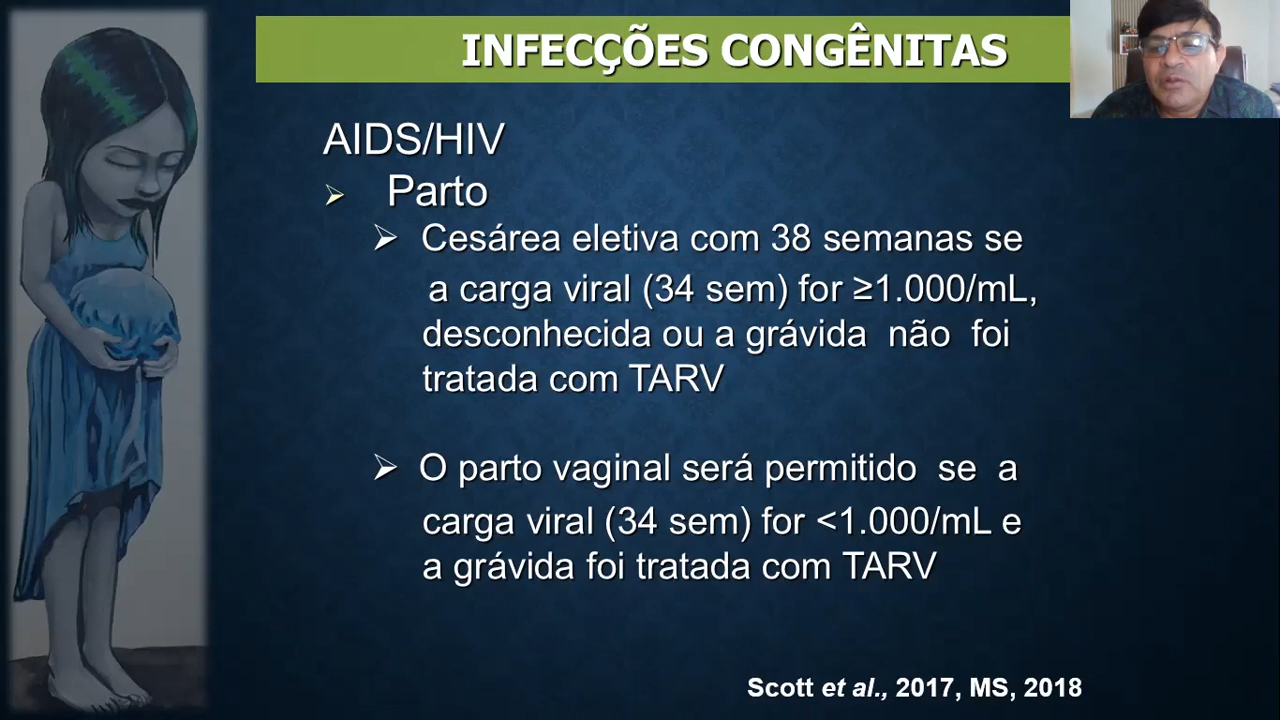 INFECÇÕES CONGÊNITAS
AIDS/HIV
Parto
Cesárea eletiva com 38 semanas se
a carga viral (34 sem) for ≥1.000/mL,
desconhecida ou a grávida não foi
tratada com TARV
O parto vaginal será permitido se a
carga viral (34 sem) for <1.000/mL e
a grávida foi tratada com TARV
Scott et al., 2017, MS, 2018